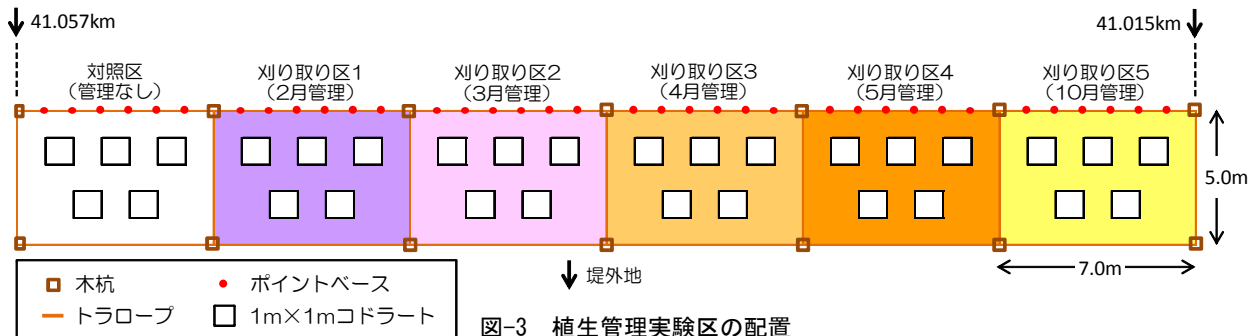 41.057km
41.015km
対照区
（管理なし）
刈り取り区1
（2月管理）
刈り取り区2
（3月管理）
刈り取り区3
（4月管理）
刈り取り区4
（5月管理）
刈り取り区5
（10月管理）
5.0m
7.0m
堤外地
木杭
ポイントベース
トラロープ
1m×1mコドラート
図-3 植生管理実験区の配置